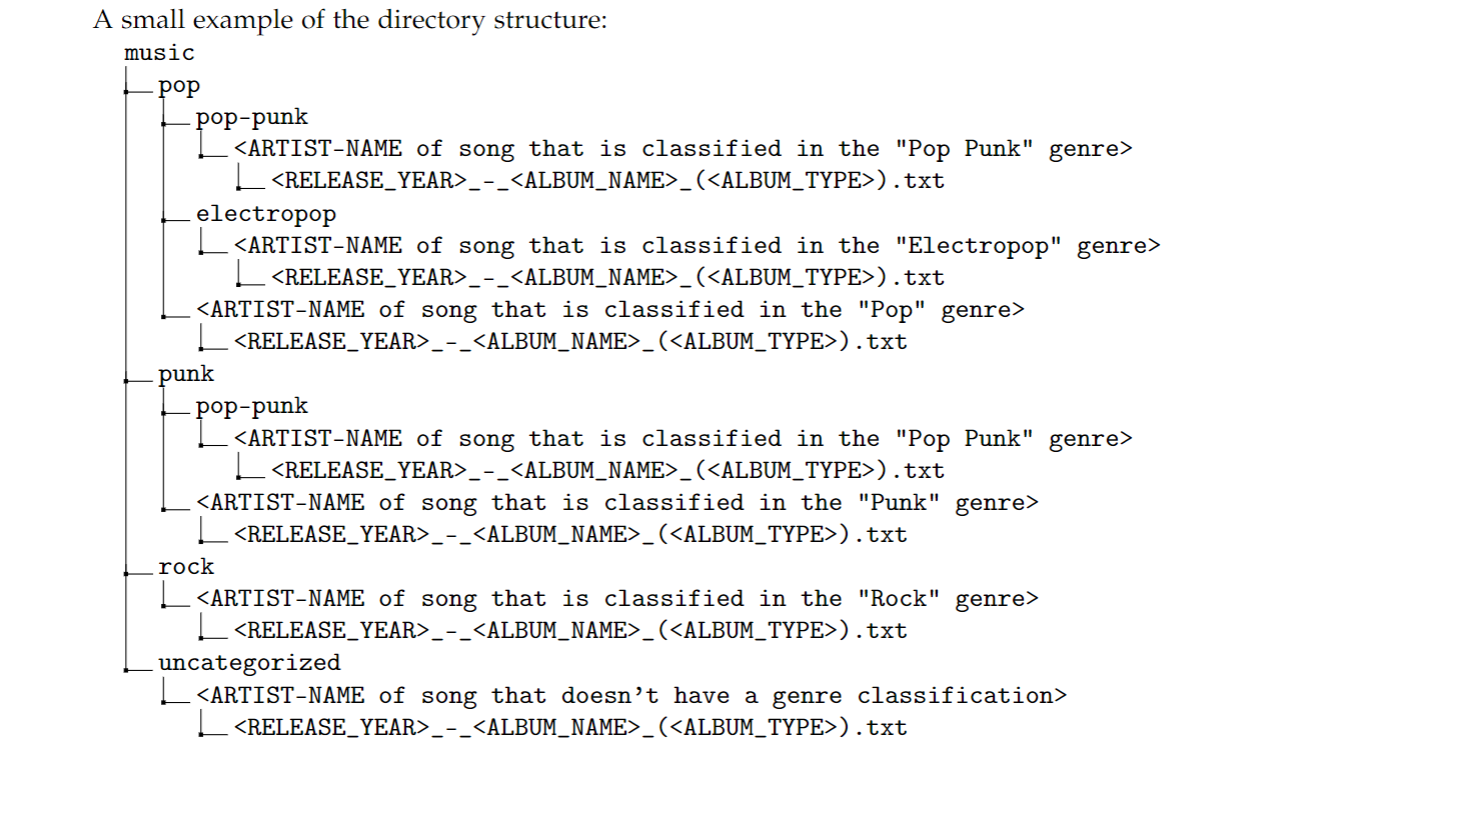 A small example of the directory structure:
music
pop
pop-punk
<ARTIST-NAME of song that is classified in the "Pop Punk" genre>
<RELEASE_YEAR>_-_<ALBUM_NAME>_(<ALBUM_TYPE>).txt
electropop
<ARTIST-NAME of song that is classified in the "Electropop" genre>
<RELEASE_YEAR>_-_<ALBUM_NAME>_(<ALBUM_TYPE>).txt
<ARTIST-NAME of song that is classified in the "Pop" genre>
<RELEASE_YEAR>_-_<ALBUM_NAME>_(<ALBUM_TYPE>).txt
punk
pop-punk
<ARTIST-NAME of song that is classified in the "Pop Punk" genre>
<RELEASE_YEAR>_-_<ALBUM_NAME>_(<ALBUM_TYPE>).txt
<ARTIST-NAME of song that is classified in the "Punk" genre>
<RELEASE_YEAR>_-_<ALBUM_NAME>_(<ALBUM_TYPE>).txt
rock
<ARTIST-NAME of song that is classified in the "Rock" genre>
<RELEASE_YEAR>_-_<ALBUM_NAME>_(<ALBUM_TYPE>).txt
uncategorized
<ARTIST-NAME of song that doesn’t have a genre classification>
<RELEASE_YEAR>_-_<ALBUM_NAME>_(<ALBUM_TYPE>).txt